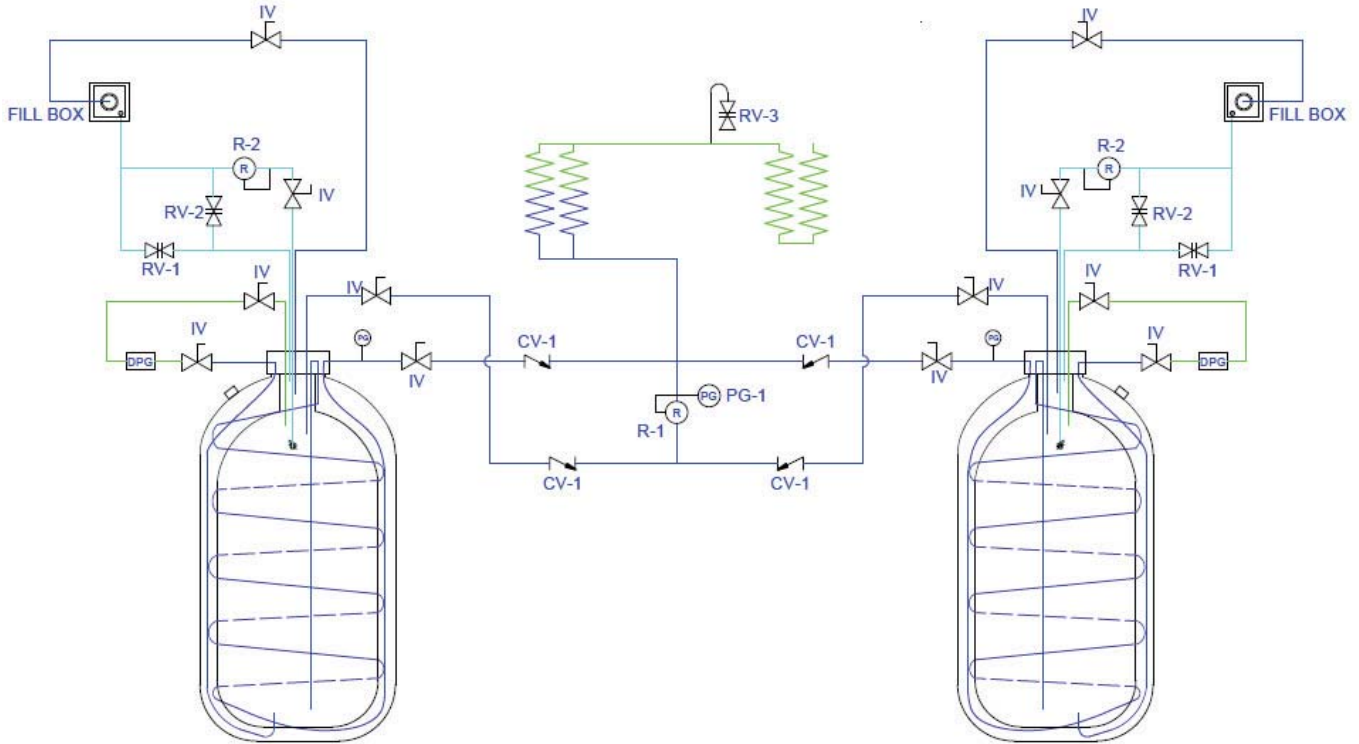 IV
IV
FILL BOX
FILL BOX
RV-3
R-2
R
R-2
R
IV
IV
RV-2
RV-2
RV-1
RV-1
IV
IV
IV
IV
IV
IV
DPG
PG
IV
CV-1
CV-1
IV
PG
DPG
PG
PG-1
R
R-1
CV-1
CV-1